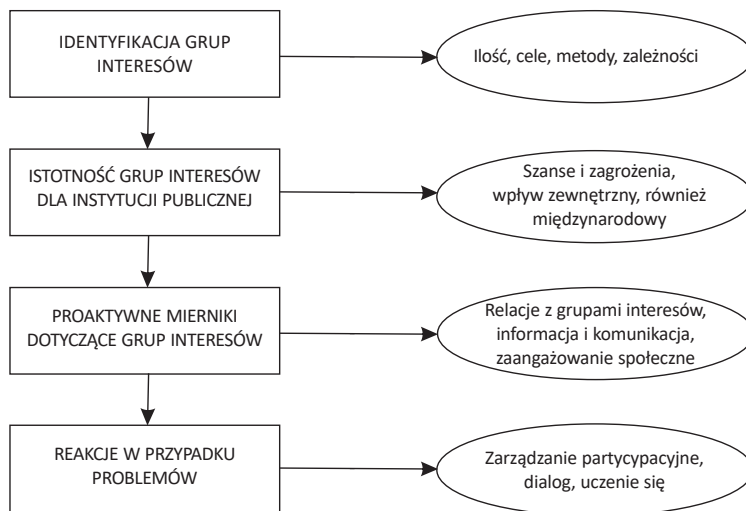 IDENTYFIKACJA GRUP
INTERESÓW
Ilość, cele, metody, zależności
ISTOTNOŚĆ GRUP INTERESÓW
DLA INSTYTUCJI PUBLICZNEJ
Szanse i zagrożenia,
wpływ zewnętrzny, również
międzynarodowy
PROAKTYWNE MIERNIKI
DOTYCZĄCE GRUP INTERESÓW
Relacje z grupami interesów,
informacja i komunikacja,
zaangażowanie społeczne
REAKCJE W PRZYPADKU
PROBLEMÓW
Zarządzanie partycypacyjne,
dialog, uczenie się